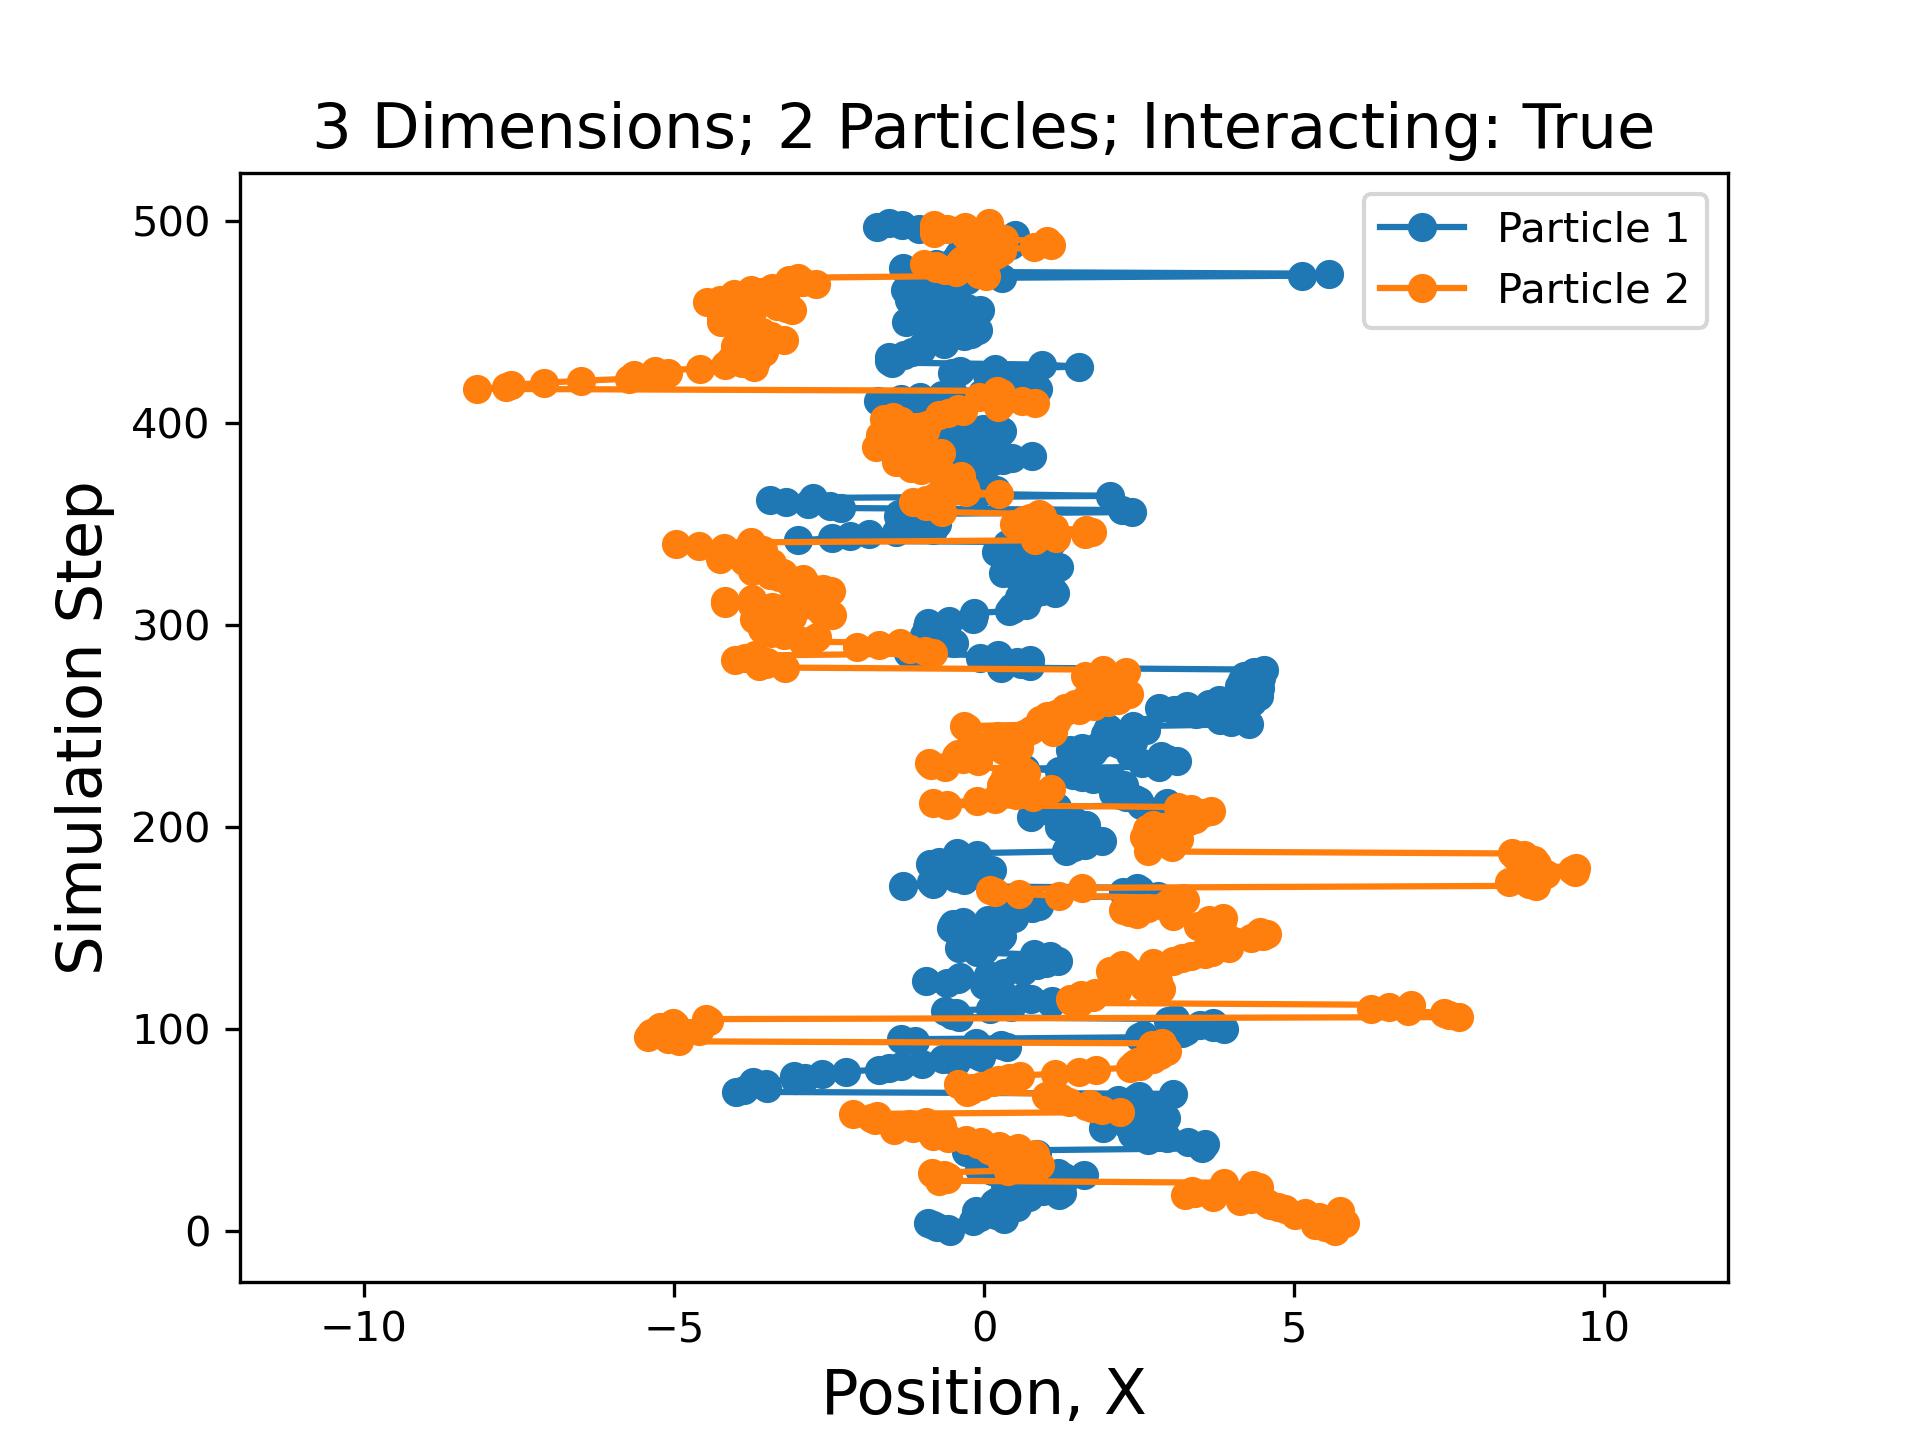 3 Dimensions; 2 Particles; Interacting: True
Particle 1
Particle 2
Simulation Step
500
400
300
200
100
0
−10
−5
0
5
10
Position, X